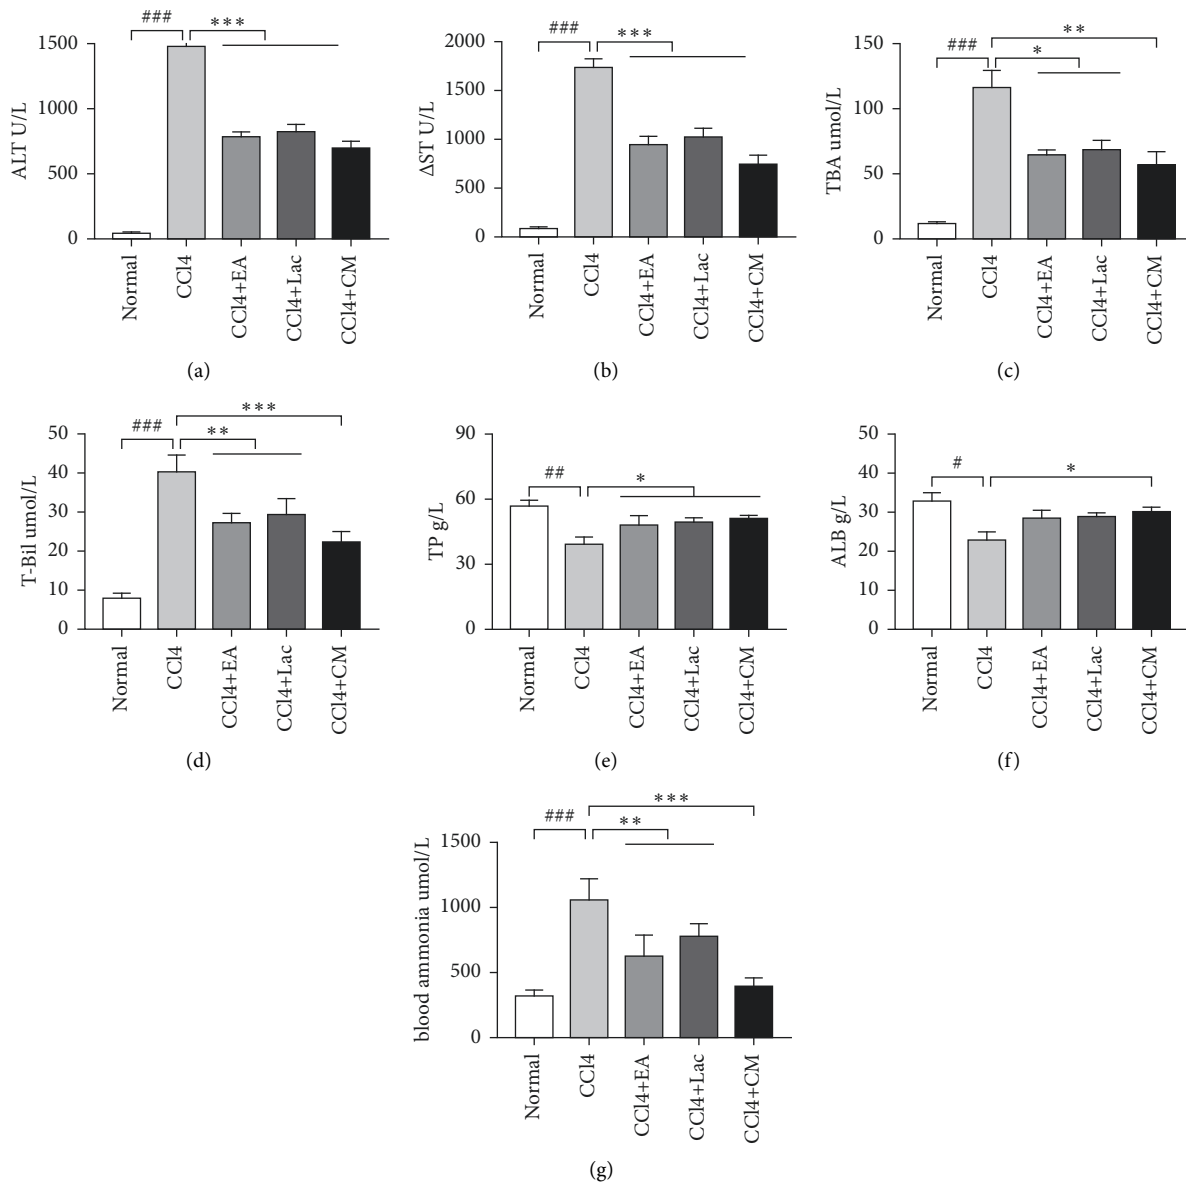 ### ***
1500
1000
500
0
ALT U/L
Normal
CCl4
CCl4+EA
CCl4+Lac
CCl4+CM
(a)
### ***
2000
1500
1000
500
0
ΔST U/L
Normal
CCl4
CCl4+EA
CCl4+Lac
CCl4+CM
(b)
**
### *
150
100
50
0
TBA umol/L
Normal
CCl4
CCl4+EA
CCl4+Lac
CCl4+CM
(c)
***
### **
50
40
30
20
10
0
T-Bil umol/L
Normal
CCl4
CCl4+EA
CCl4+Lac
CCl4+CM
(d)
## *
90
60
30
0
TP g/L
Normal
CCl4
CCl4+EA
CCl4+Lac
CCl4+CM
(e)
# *
50
40
30
20
10
0
ALB g/L
Normal
CCl4
CCl4+EA
CCl4+Lac
CCl4+CM
(f)
***
### **
1500
1000
500
0
blood ammonia umol/L
Normal
CCl4
CCl4+EA
CCl4+Lac
CCl4+CM
(g)